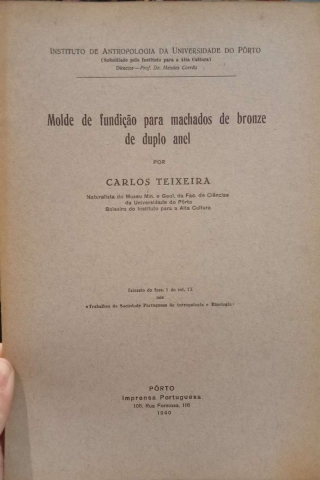 INSTITUTO DE ANTROPOLOGIA DA UNIVERSIDADE DO PÔRTO
(Subsidiado pelo Instituto para a Alta Cultura)
Director—Prof. Dr. Mendes Corrêa
Molde de fundição para machados de bronze
de duplo anel
POR
CARLOS TEIXEIRA
Naturalista do Museu Min. e Geol. da Fac. de Ciências
da Universidade do Pôrto
Bolseiro do Instituto para a Alta Cultura
Extracto do fasc. 1 do vol. IX
dos
«Trabalhos da Sociedade Portuguesa de Antropologia e Etnologia»
PÔRTO
Imprensa Portuguesa
108, Rua Formosa, 116
1940